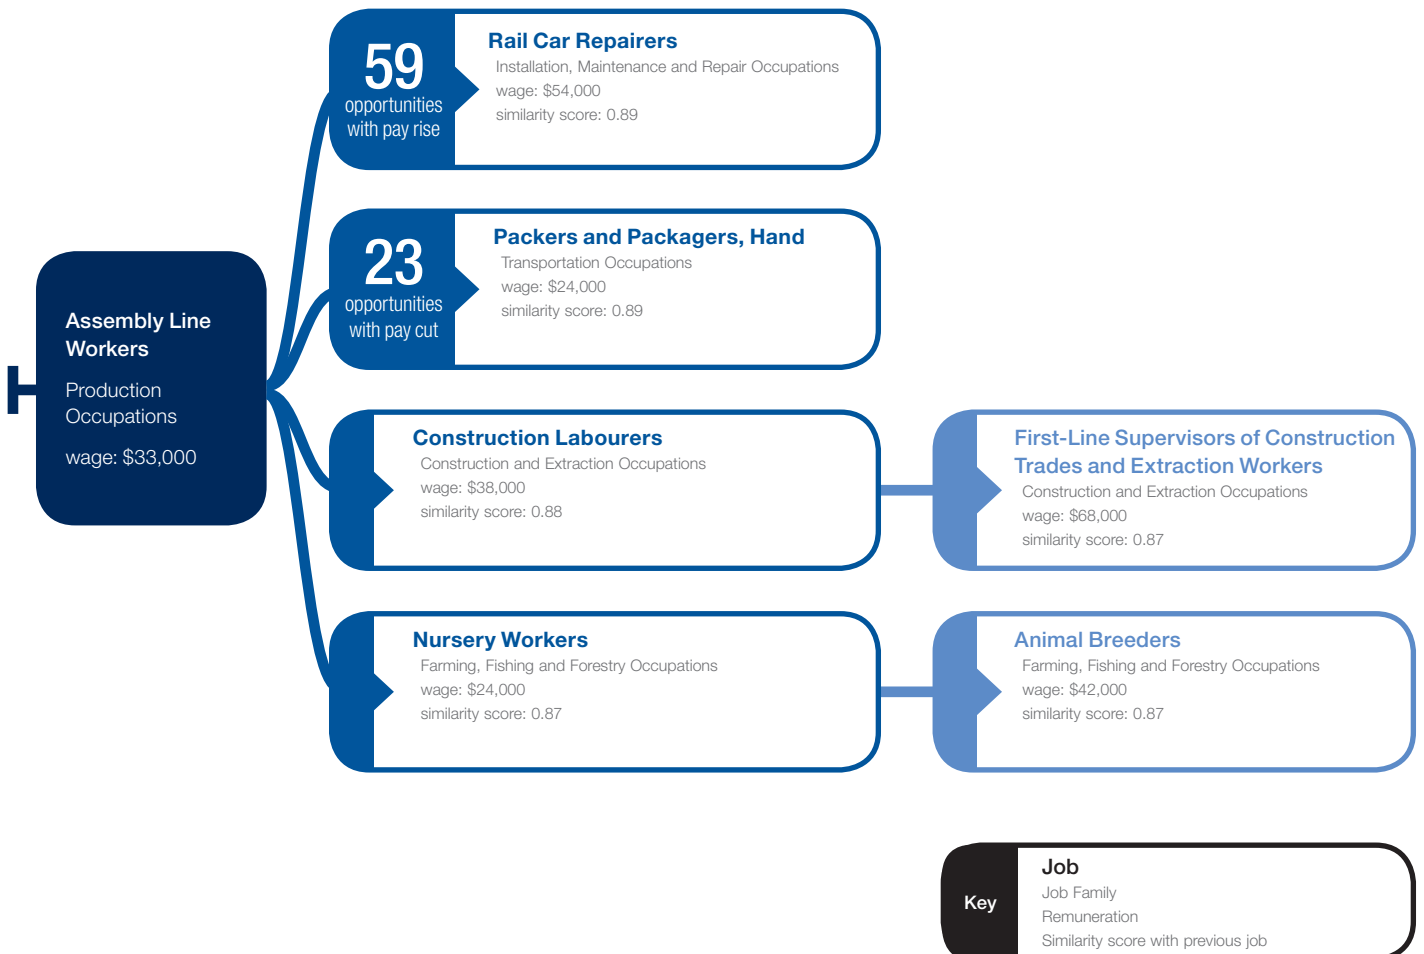 Assembly Line
Workers
Production
Occupations
wage: $33,000
59
opportunities
with pay rise
Rail Car Repairers
Installation, Maintenance and Repair Occupations
wage: $54,000
similarity score: 0.89
23
opportunities
with pay cut
Packers and Packagers, Hand
Transportation Occupations
wage: $24,000
similarity score: 0.89
Construction Labourers
Construction and Extraction Occupations
wage: $38,000
similarity score: 0.88
First-Line Supervisors of Construction
Trades and Extraction Workers
Construction and Extraction Occupations
wage: $68,000
similarity score: 0.87
Nursery Workers
Farming, Fishing and Forestry Occupations
wage: $24,000
similarity score: 0.87
Animal Breeders
Farming, Fishing and Forestry Occupations
wage: $42,000
similarity score: 0.87
Key
Job
Job Family
Remuneration
Similarity score with previous job